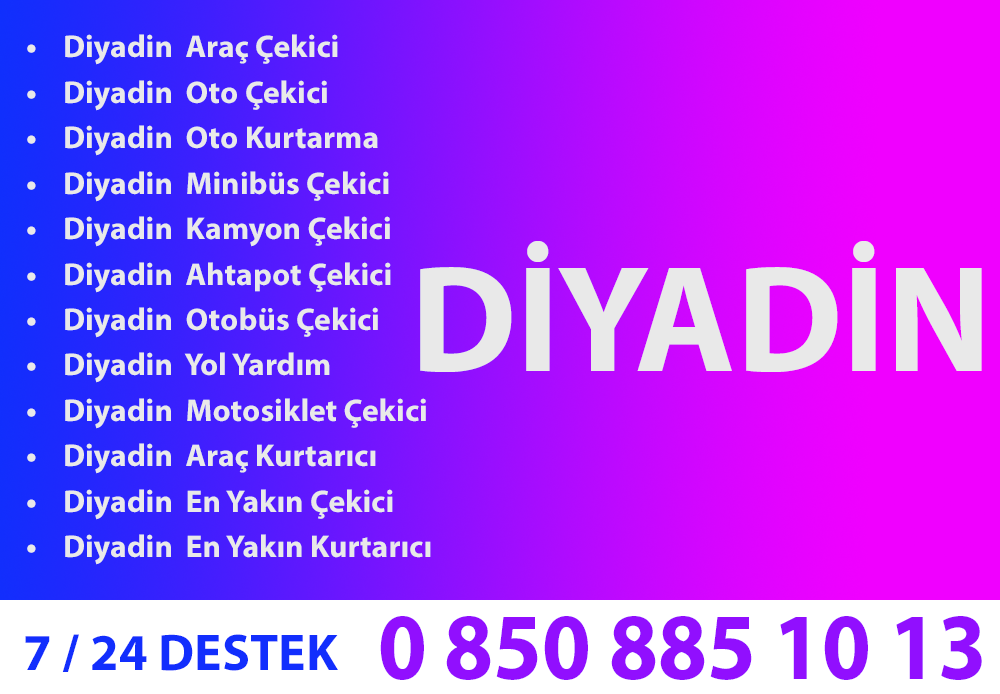 • Diyadin Araç Çekici
• Diyadin Oto Çekici
• Diyadin Oto Kurtarma
• Diyadin Minibüs Çekici
• Diyadin Kamyon Çekici
• Diyadin Ahtapot Çekici
• Diyadin Otobüs Çekici
• Diyadin Yol Yardım
• Diyadin Motosiklet Çekici
• Diyadin Araç Kurtarıcı
• Diyadin En Yakın Çekici
• Diyadin En Yakın Kurtarıcı
DİYADİN
7 / 24 DESTEK 0 850 885 10 13